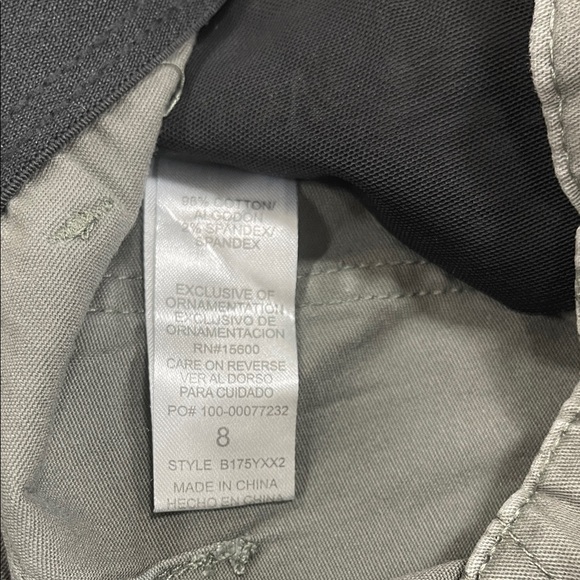 98% COTTON/
ALGODON
2% SPANDEX/
SPANDEX
EXCLUSIVE OF
ORNAMENTATION
EXCLUSIVO DE
ORNAMENTACION
RN#15600
CARE ON REVERSE
VER AL DORSO
PARA CUIDADO
PO# 100-00077232
8
STYLE B175YXX2
MADE IN CHINA
HECHO EN CHINA